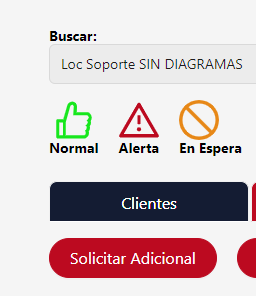 Buscar:
Loc Soporte SIN DIAGRAMAS
Normal Alerta En Espera
Clientes
Solicitar Adicional